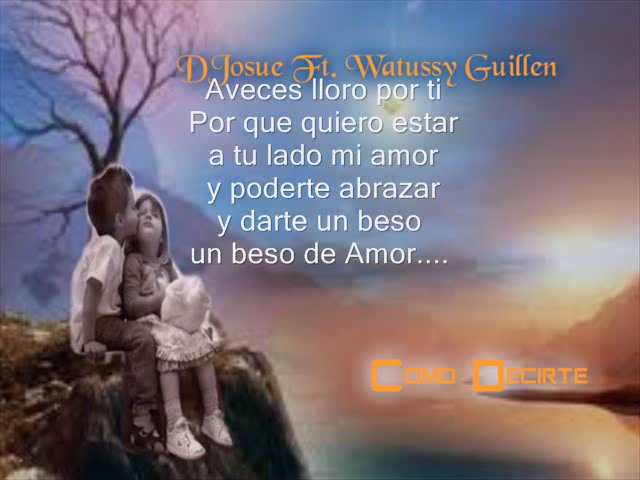 DJosue Ft. Watussy Guillen
Aveces lloro por ti
Por que quiero estar
a tu lado mi amor
y poderte abrazar
y darte un beso
un beso de Amor....
Como Decirte